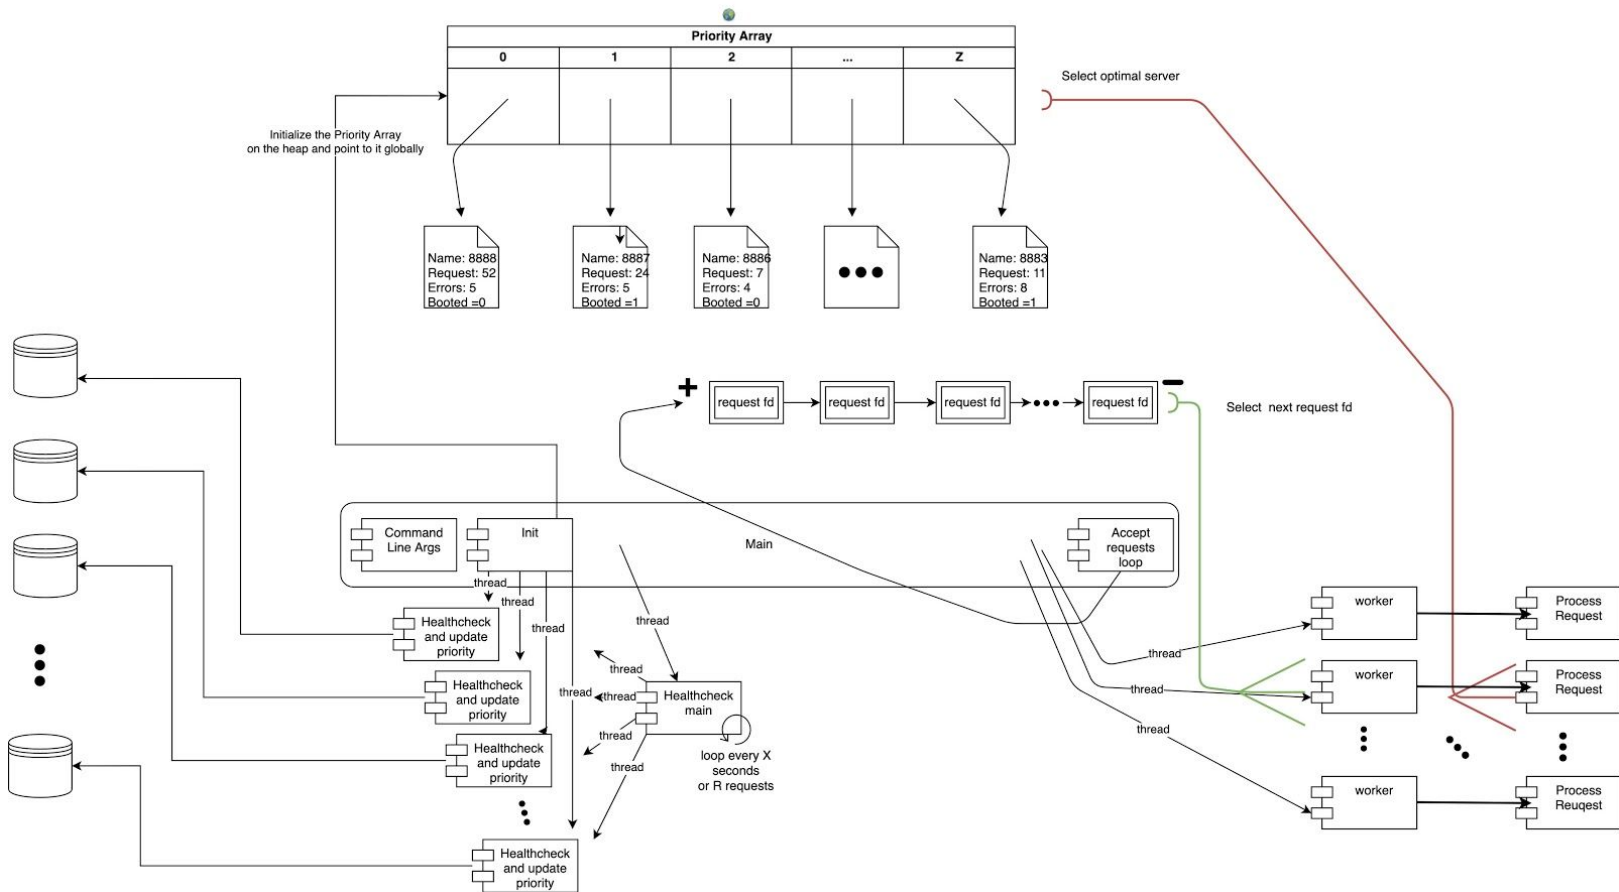 Priority Array
0
1
2
...
Z
Select optimal server
Initialize the Priority Array
on the heap and point to it globally
Name: 8888
Request: 52
Errors: 5
Booted =0
Name: 8887
Request: 24
Errors: 5
Booted =1
Name: 8886
Request: 7
Errors: 4
Booted =0
Name: 8883
Request: 11
Errors: 8
Booted =1
+
request fd
request fd
request fd
request fd
−
Select next request fd
Command
Line Args
Init
Main
Accept
requests
loop
thread
thread
thread
thread
thread
Healthcheck
and update
priority
Healthcheck
and update
priority
Healthcheck
and update
priority
Healthcheck
and update
priority
thread
thread
thread
thread
Healthcheck
main
loop every X
seconds
or R requests
thread
thread
thread
worker
Process
Request
worker
Process
Request
worker
Process
Reuqest